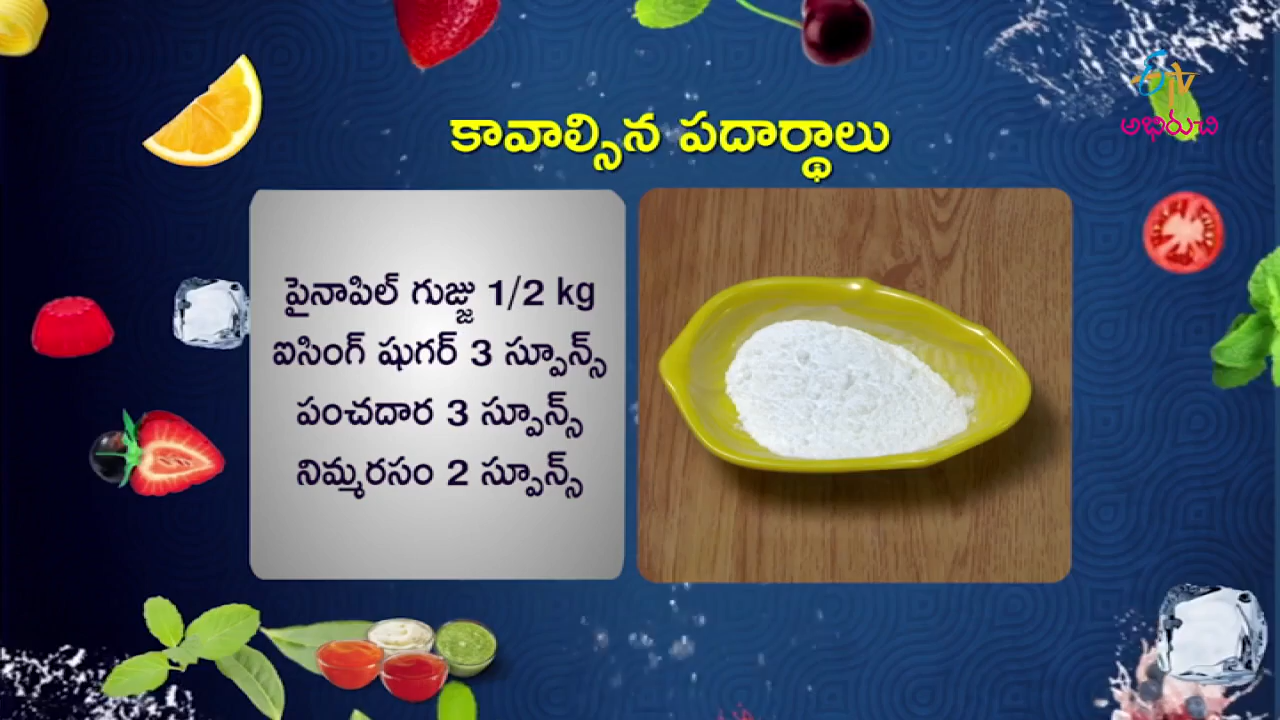 ETV
అభిరుచి
కావాల్సిన పదార్థాలు
పైనాపిల్ గుజ్జు 1/2 kg
ఐసింగ్ షుగర్ 3 స్పూన్స్
పంచదార 3 స్పూన్స్
నిమ్మరసం 2 స్పూన్స్